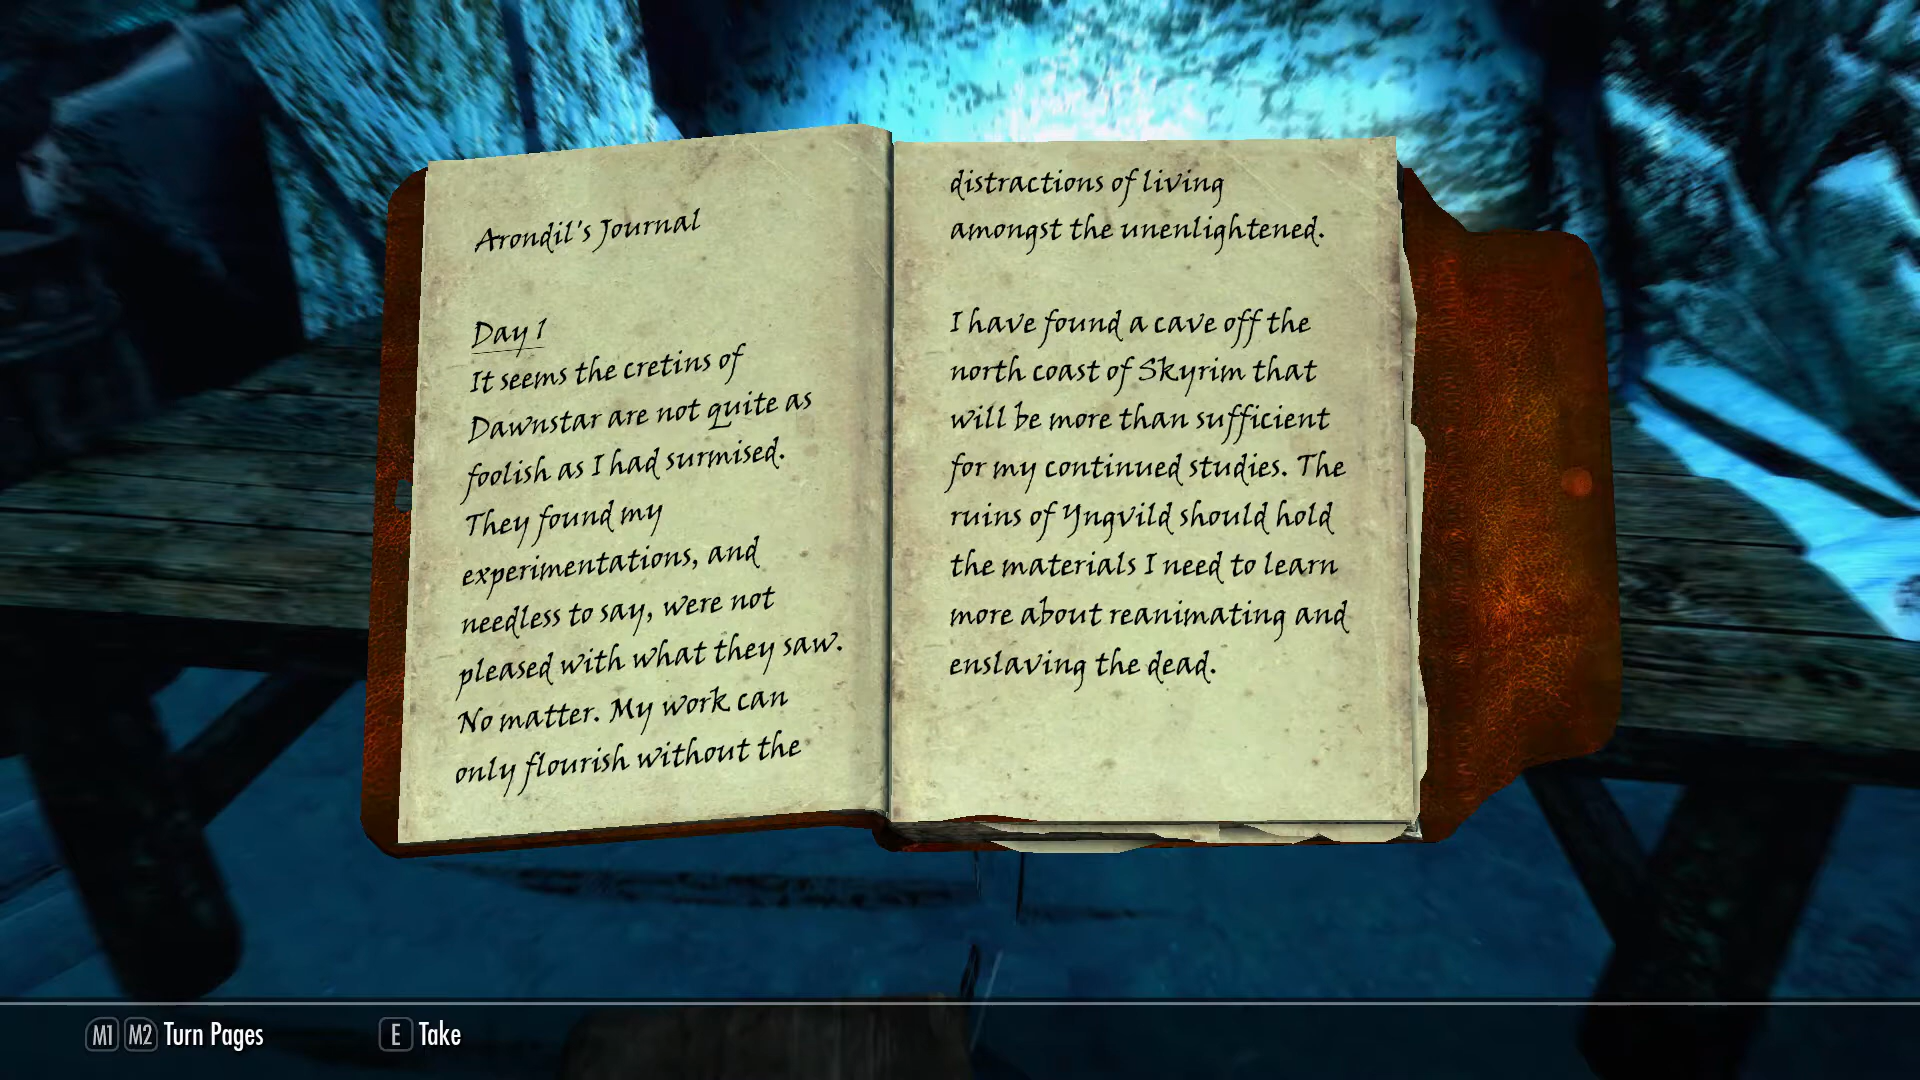 Arondil's Journal
Day 1
It seems the cretins of
Dawnstar are not quite as
foolish as I had surmised.
They found my
experimentations, and
needless to say, were not
pleased with what they saw.
No matter. My work can
only flourish without the
distractions of living
amongst the unenlightened.
I have found a cave off the
north coast of Skyrim that
will be more than sufficient
for my continued studies. The
ruins of Yngvild should hold
the materials I need to learn
more about reanimating and
enslaving the dead.
M1 M2 Turn Pages E Take